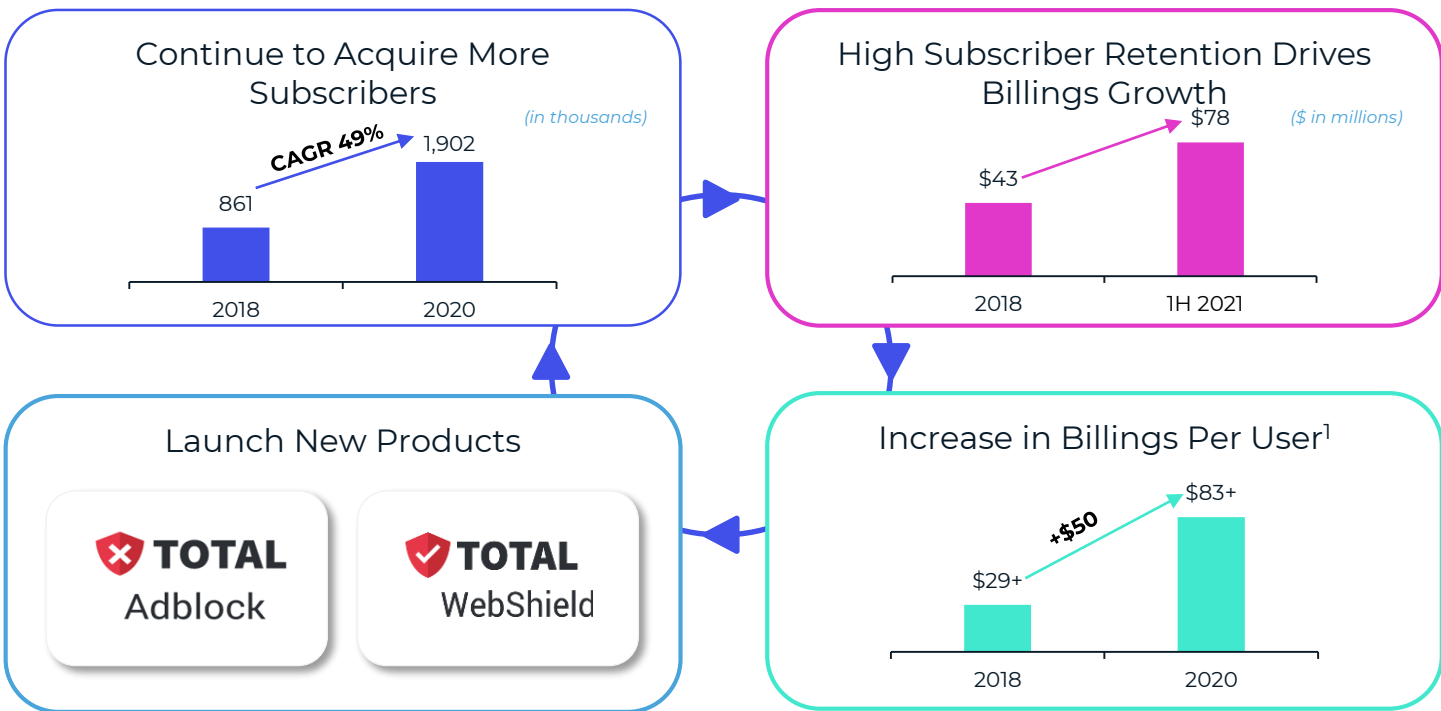 Continue to Acquire More
Subscribers
(in thousands)
CAGR 49%
861
1,902
2018
2020
High Subscriber Retention Drives
Billings Growth
($ in millions)
$43
$78
2018
1H 2021
Launch New Products
TOTAL
Adblock
TOTAL
WebShield
Increase in Billings Per User¹
+$50
$29+
$83+
2018
2020